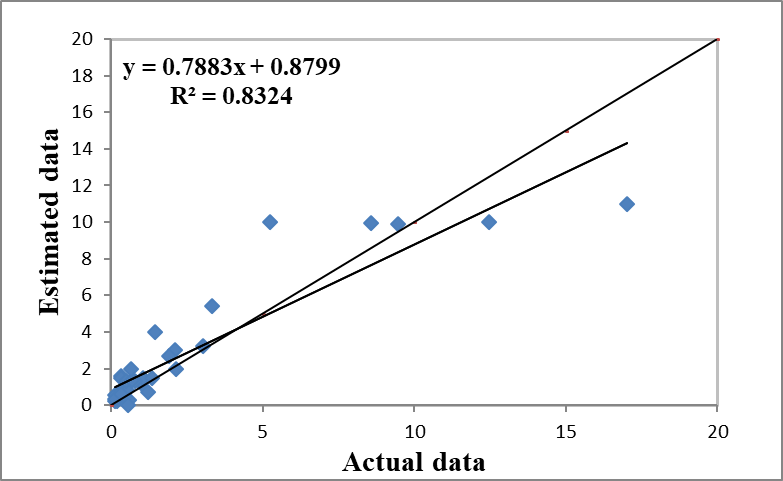 y = 0.7883x + 0.8799
R² = 0.8324
Estimated data
20
18
16
14
12
10
8
6
4
2
0
0 5 10 15 20
Actual data